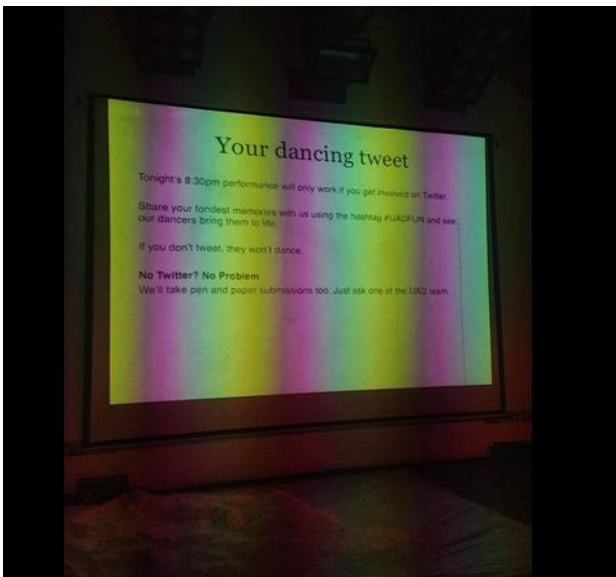 Your dancing tweet
Tonight's 8:30pm performance will only work if you get involved on Twitter.
Share your fondest memories with us using the hashtag #IJADFUN and see
our dancers bring them to life.
If you don't tweet, they won't dance.
No Twitter? No Problem
We'll take pen and paper submissions too. Just ask one of the IJAD team.